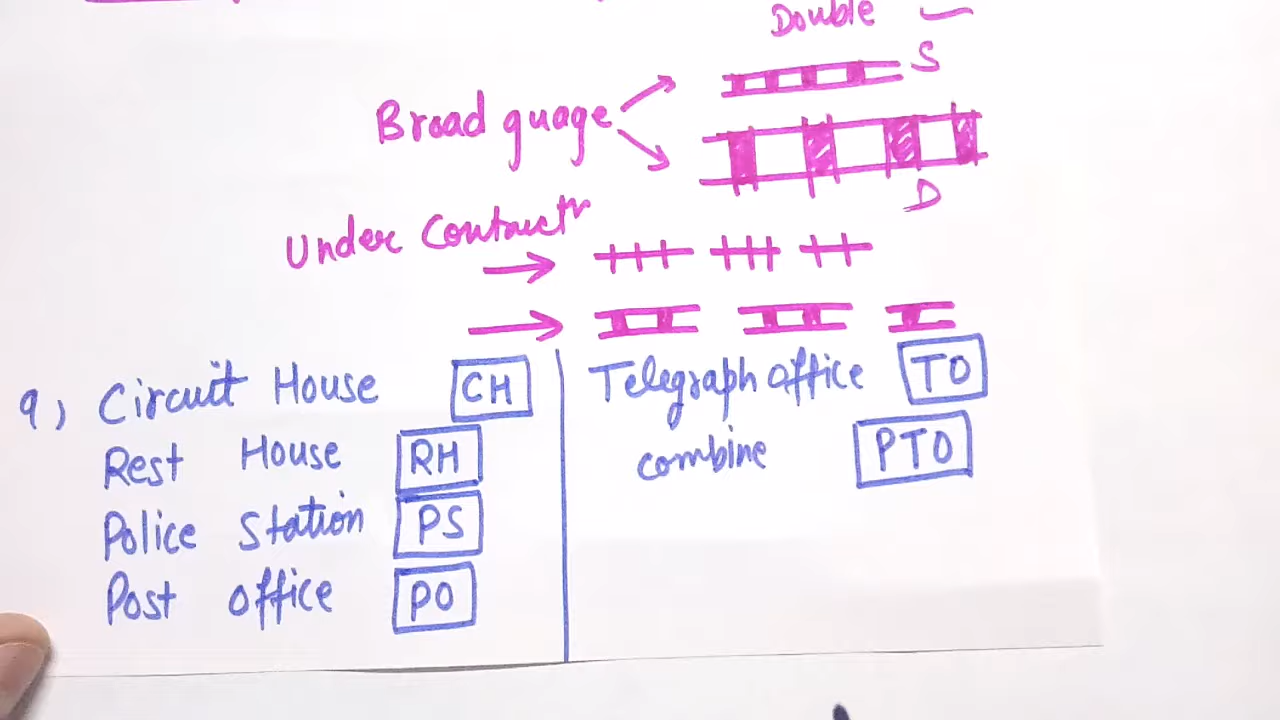 Double
S
Broad guage
D
Under Contructn
9) Circuit House CH
Rest House RH
Police Station PS
Post office PO
Telegraph office TO
combine PTO